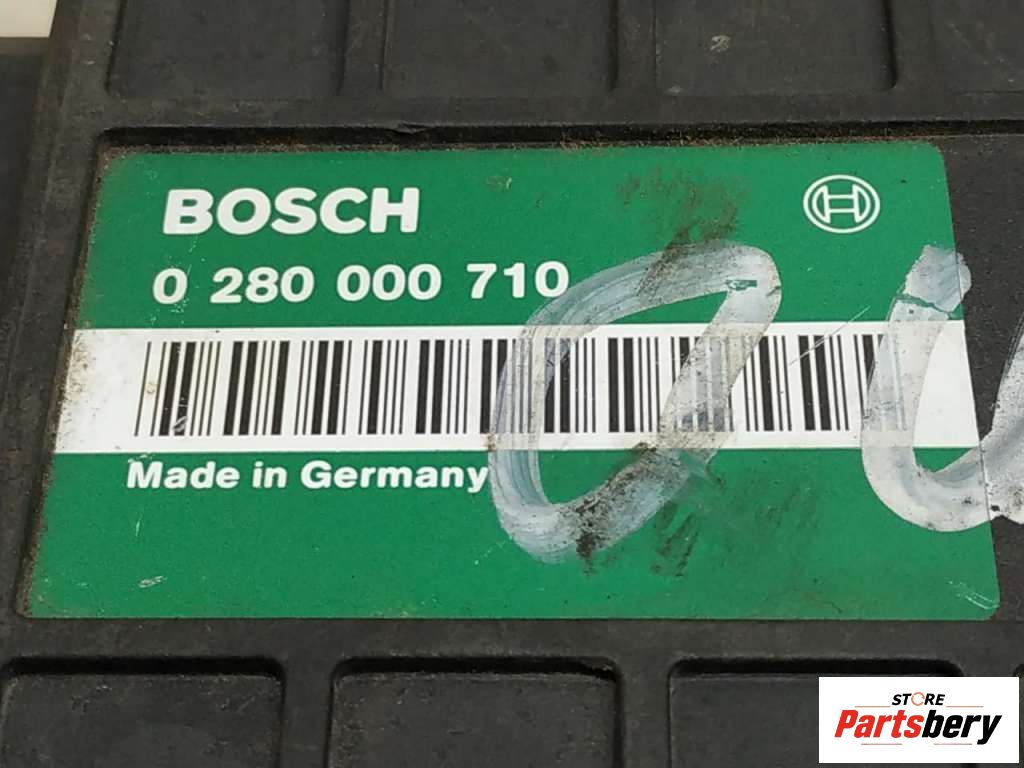 BOSCH
0 280 000 710
Made in Germany
STORE
Partsbery